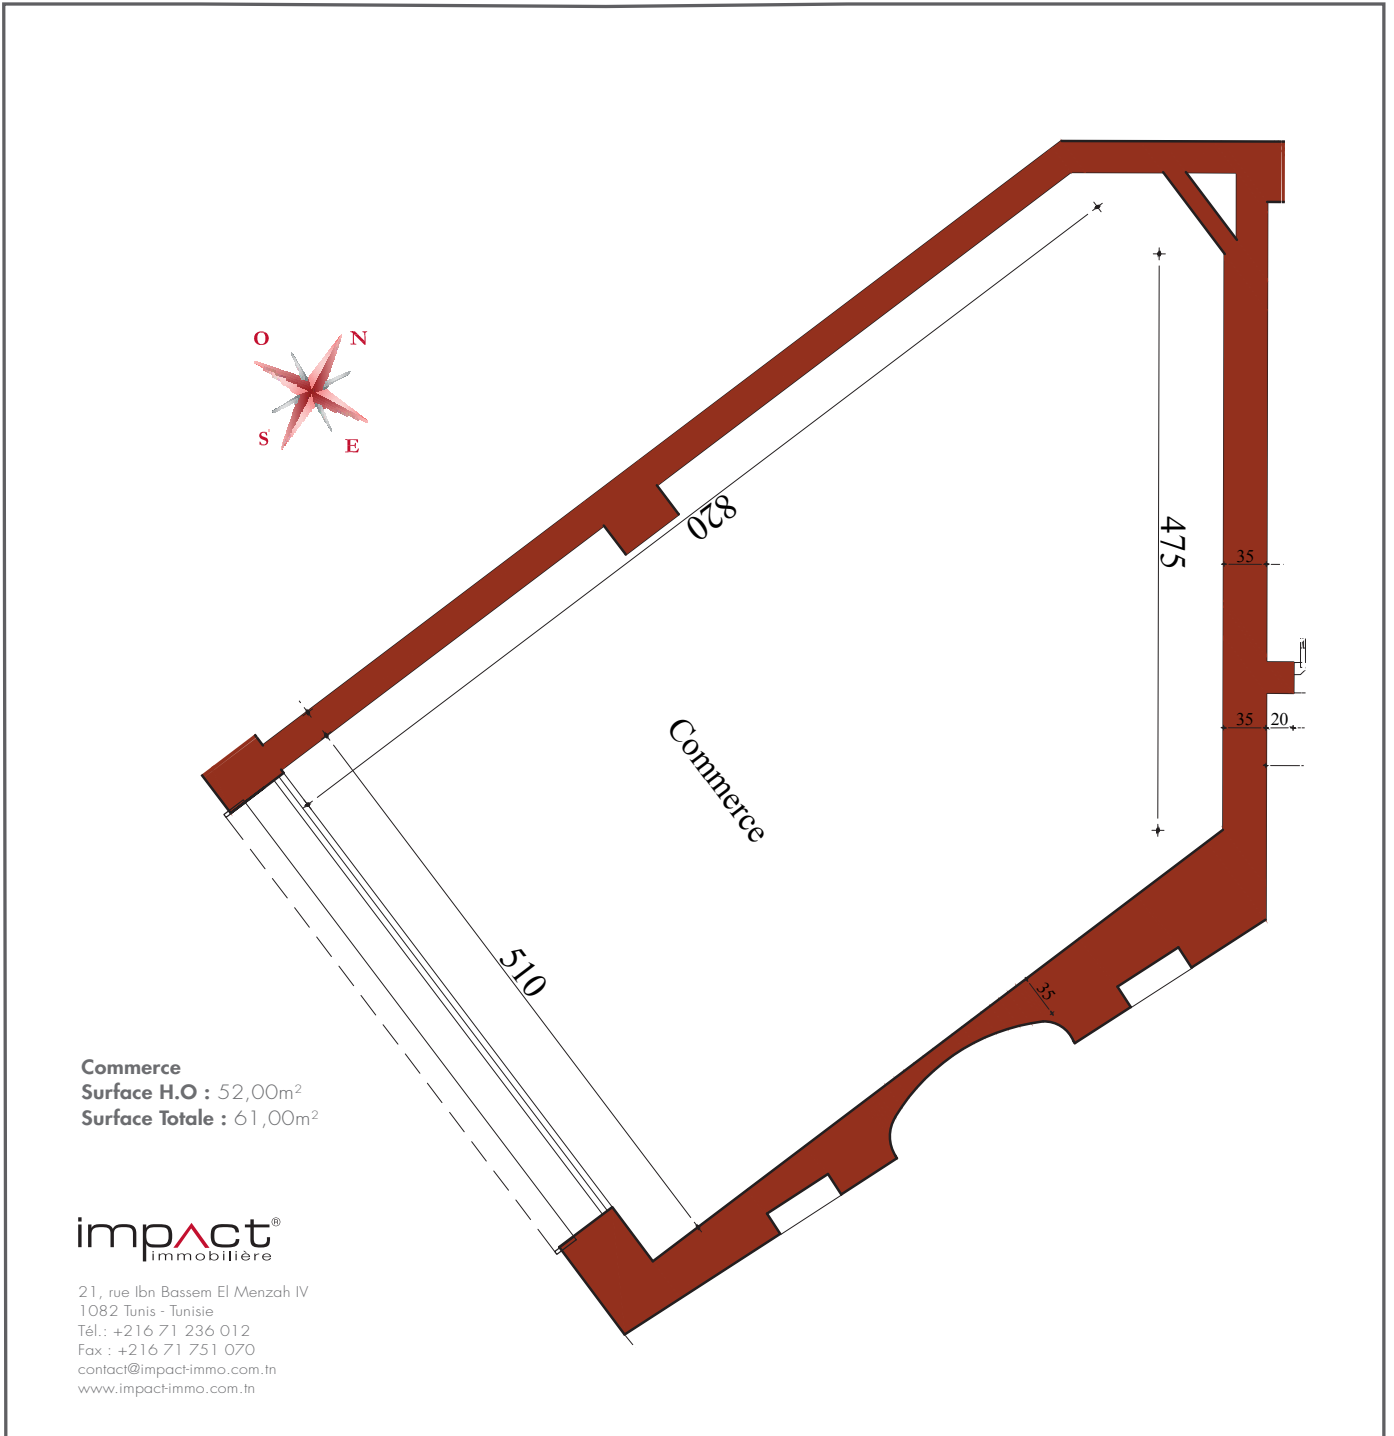 O
N
S
E
820
475
35
35
20
Commerce
510
35
Commerce
Surface H.O : 52,00m²
Surface Totale : 61,00m²
impact®
immobilière
21, rue Ibn Bassem El Menzah IV
1082 Tunis - Tunisie
Tél.: +216 71 236 012
Fax : +216 71 751 070
contact@impact-immo.com.tn
www.impact-immo.com.tn